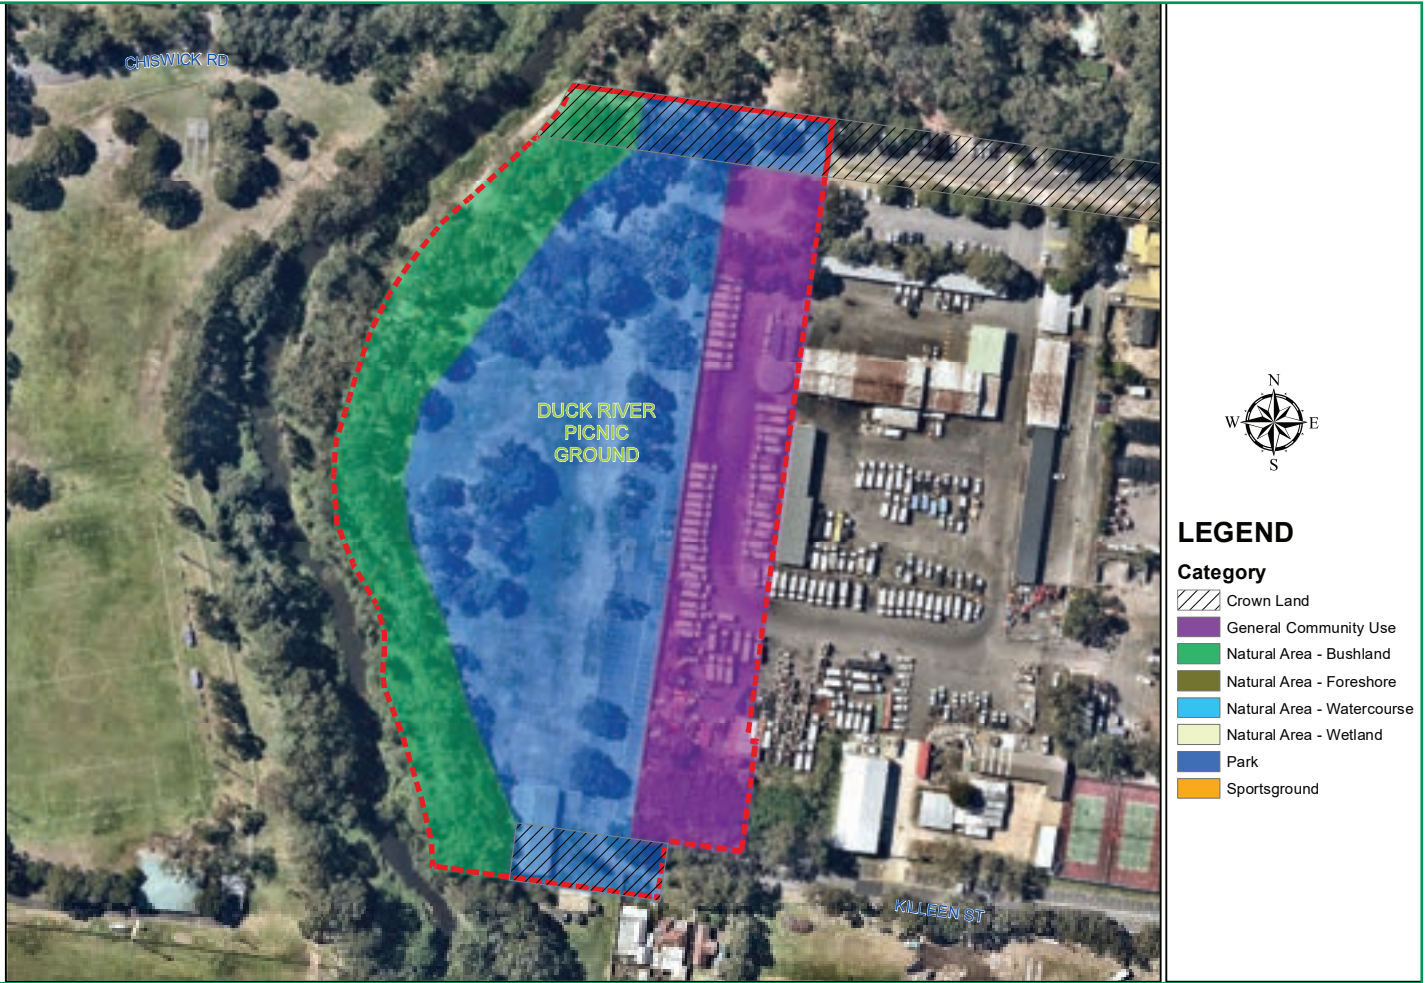 CHISWICK RD
DUCK RIVER
PICNIC
GROUND
KILLEEN ST
N
W E
S
LEGEND
Category
Crown Land
General Community Use
Natural Area - Bushland
Natural Area - Foreshore
Natural Area - Watercourse
Natural Area - Wetland
Park
Sportsground